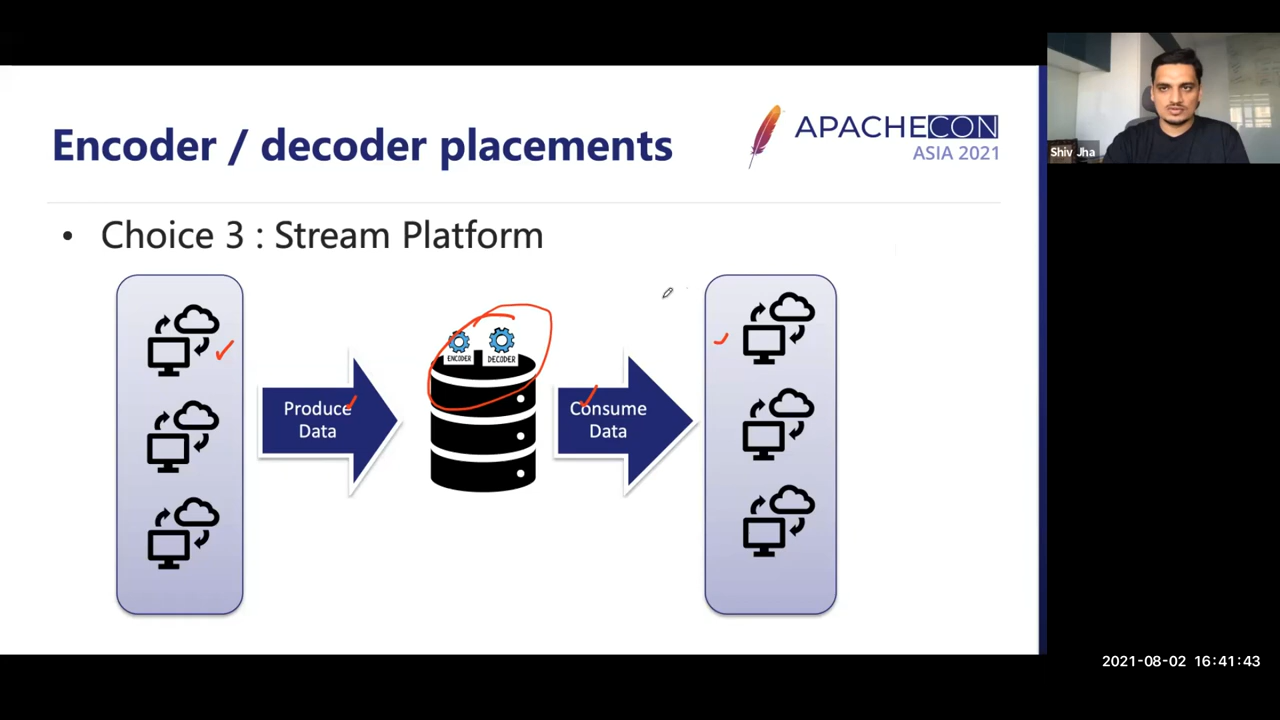 Encoder / decoder placements
APACHECON
ASIA 2021
Shiv Jha
• Choice 3 : Stream Platform
ENCODER
DECODER
Produce
Data
Consume
Data
2021-08-02 16:41:43